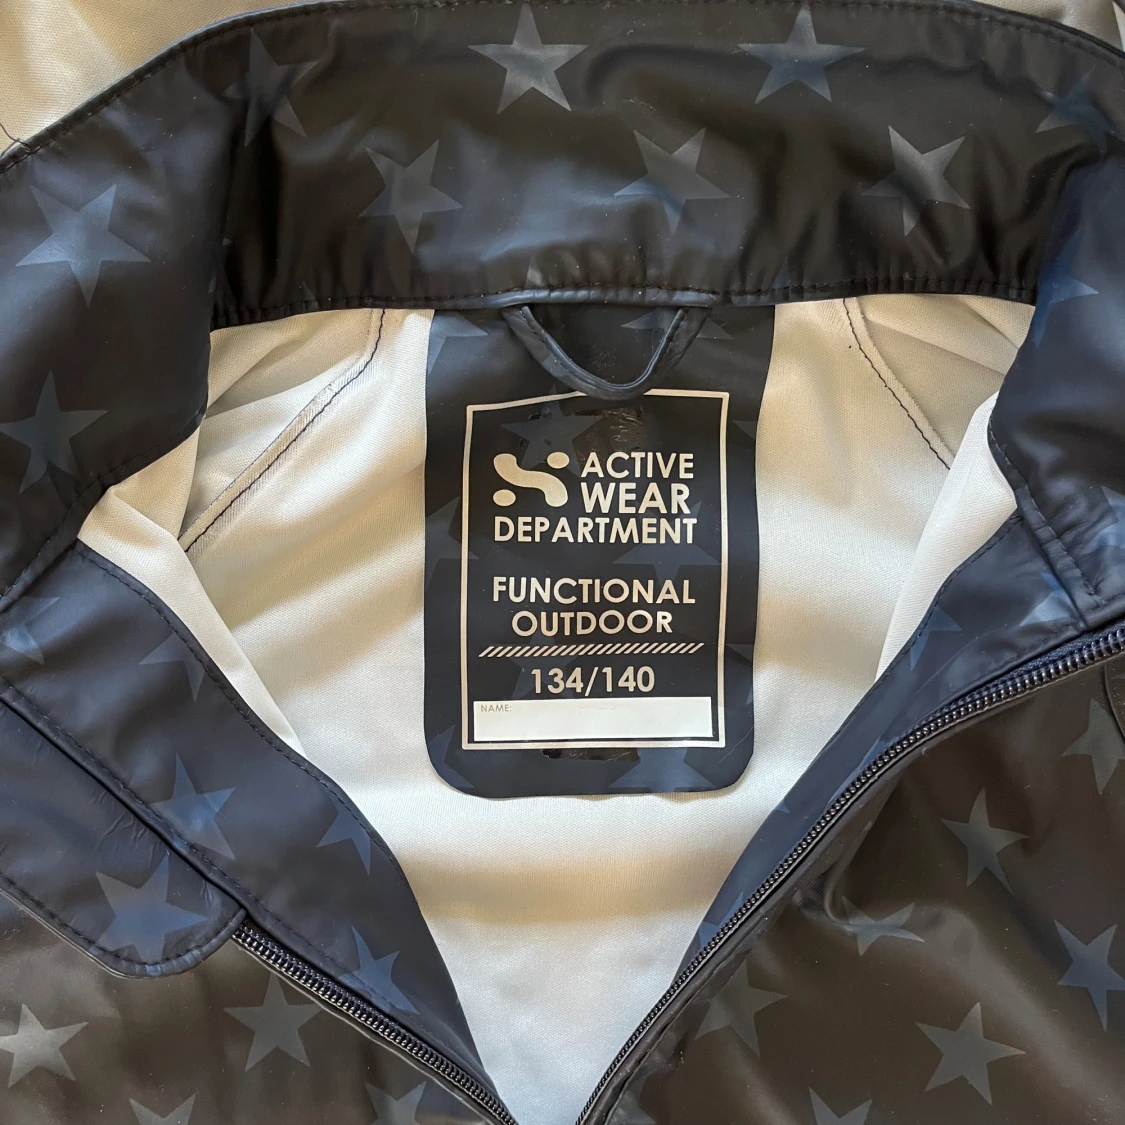 ACTIVE
WEAR
DEPARTMENT
FUNCTIONAL
OUTDOOR
134/140
NAME: